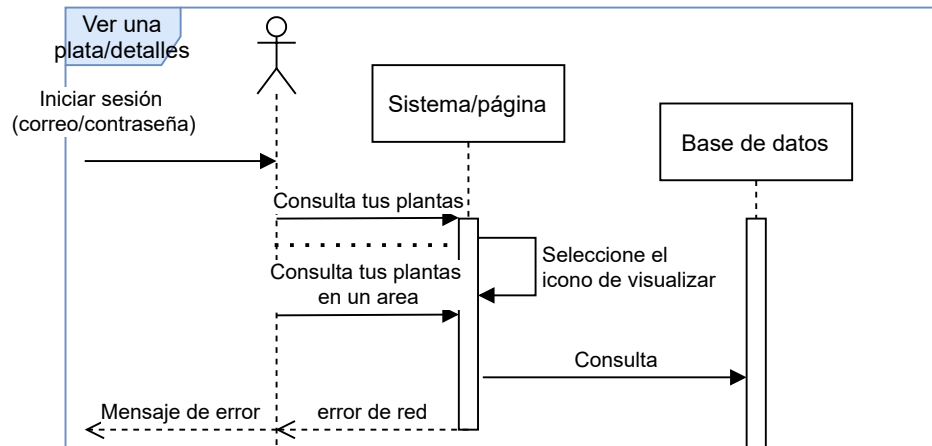 Ver una
plata/detalles
Iniciar sesión
(correo/contraseña)
Sistema/página
Base de datos
Consulta tus plantas
Seleccione el
icono de visualizar
Consulta tus plantas
en un area
Consulta
Mensaje de error
error de red